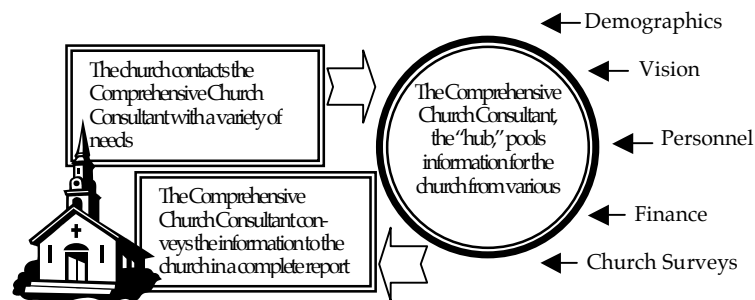 The church contacts the
Comprehensive Church
Consultant with a variety of
needs
The Comprehensive
Church Consultant,
the "hub," pools
information for the
church from various
Demographics
Vision
Personnel
Finance
Church Surveys
The Comprehensive
Church Consultant con-
veys the information to the
church in a complete report